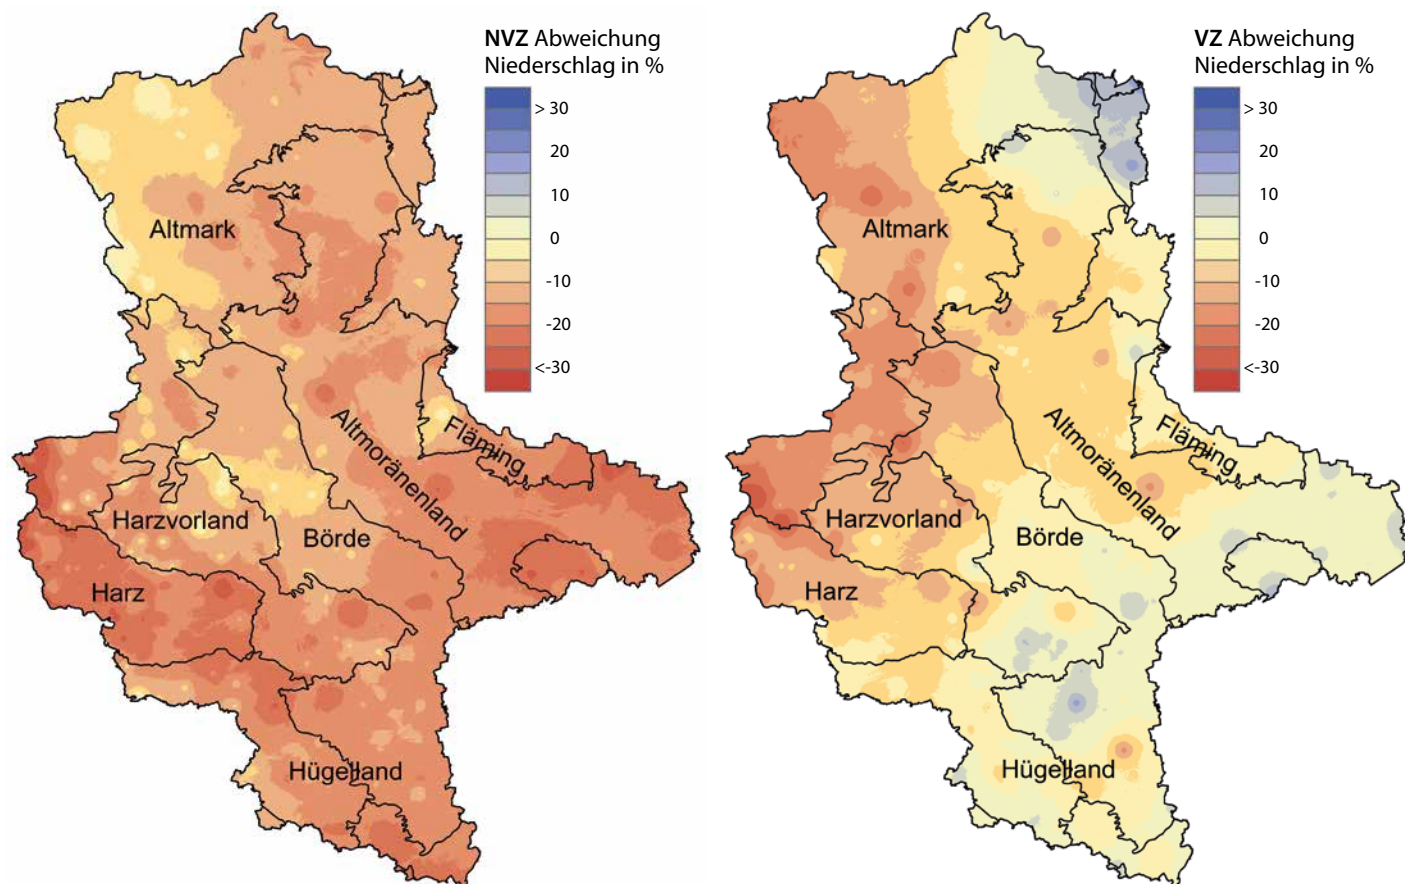 NVZ Abweichung
Niederschlag in %
> 30
20
10
0
-10
-20
<-30
Altmark
Altmoränenland
Fläming
Harzvorland
Börde
Harz
Hügelland
VZ Abweichung
Niederschlag in %
> 30
20
10
0
-10
-20
<-30
Altmark
Altmoränenland
Fläming
Harzvorland
Börde
Harz
Hügelland